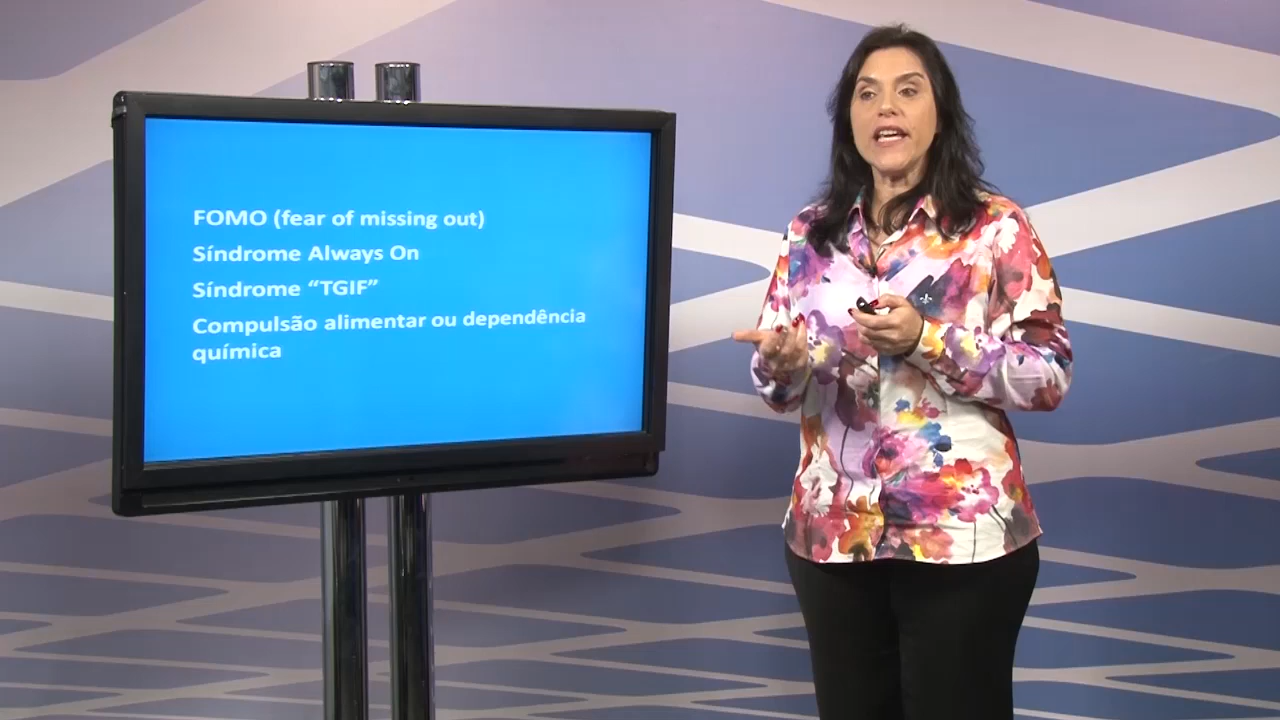 FOMO (fear of missing out)
Síndrome Always On
Síndrome “TGIF”
Compulsão alimentar ou dependência
química